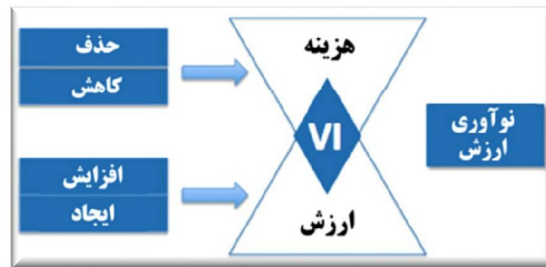 حذف
کاهش
هزینه
VI
نوآوری
ارزش
افزایش
ایجاد
ارزش